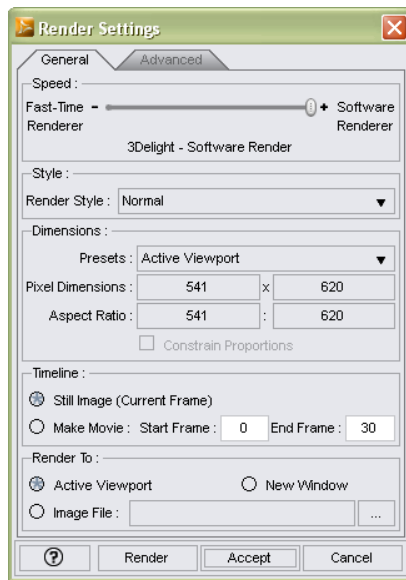 Render Settings
General Advanced
Speed :
Fast-Time - + Software
Renderer Renderer
3Delight - Software Render
Style :
Render Style : Normal
Dimensions :
Presets : Active Viewport
Pixel Dimensions : 541 x 620
Aspect Ratio : 541 : 620
Constrain Proportions
Timeline :
Still Image (Current Frame)
Make Movie : Start Frame : 0 End Frame : 30
Render To :
Active Viewport New Window
Image File : ...
? Render Accept Cancel